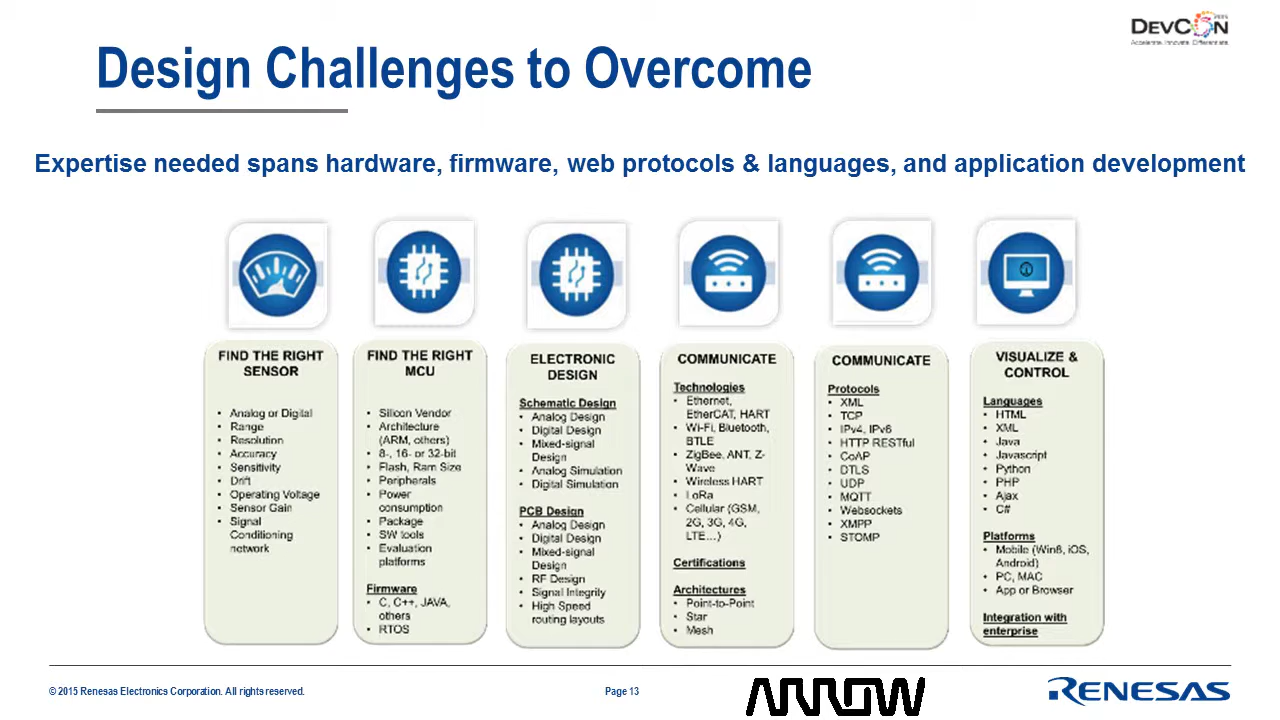 DEVCON
Accelerate. Innovate. Differentiate.
Design Challenges to Overcome
Expertise needed spans hardware, firmware, web protocols & languages, and application development
FIND THE RIGHT
SENSOR
• Analog or Digital
• Range
• Resolution
• Accuracy
• Sensitivity
• Drift
• Operating Voltage
• Sensor Gain
• Signal
Conditioning
network
FIND THE RIGHT
MCU
• Silicon Vendor
• Architecture
(ARM, others)
• 8-, 16- or 32-bit
• Flash, Ram Size
• Peripherals
• Power
consumption
• Package
• SW tools
• Evaluation
platforms
Firmware
• C, C++, JAVA,
others
• RTOS
ELECTRONIC
DESIGN
Schematic Design
• Analog Design
• Digital Design
• Mixed-signal
Design
• Analog Simulation
• Digital Simulation
PCB Design
• Analog Design
• Digital Design
• Mixed-signal
Design
• RF Design
• Signal Integrity
• High Speed
routing layouts
COMMUNICATE
Technologies
• Ethernet,
EtherCAT, HART
• Wi-Fi, Bluetooth,
BTLE
• ZigBee, ANT, Z-
Wave
• Wireless HART
• LoRa
• Cellular (GSM,
2G, 3G, 4G,
LTE...)
Certifications
Architectures
• Point-to-Point
• Star
• Mesh
COMMUNICATE
Protocols
• XML
• TCP
• IPv4, IPv6
• HTTP RESTful
• CoAP
• DTLS
• UDP
• MQTT
• Websockets
• XMPP
• STOMP
VISUALIZE &
CONTROL
Languages
• HTML
• XML
• Java
• Javascript
• Python
• PHP
• Ajax
• C#
Platforms
• Mobile (Win8, iOS,
Android)
• PC, MAC
• App or Browser
Integration with
enterprise
© 2015 Renesas Electronics Corporation. All rights reserved.
Page 13
ARROW
RENESAS